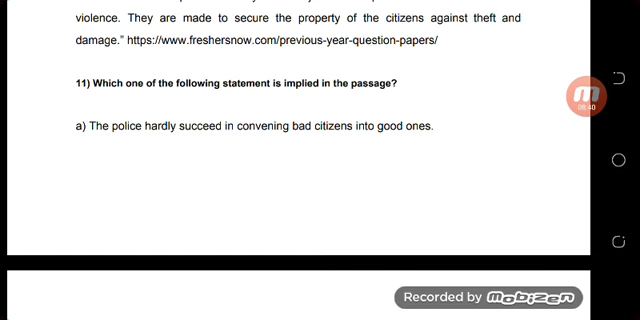 violence. They are made to secure the property of the citizens against theft and
damage." https://www.freshersnow.com/previous-year-question-papers/
11) Which one of the following statement is implied in the passage?
08:40
a) The police hardly succeed in convening bad citizens into good ones.
Recorded by mobizen